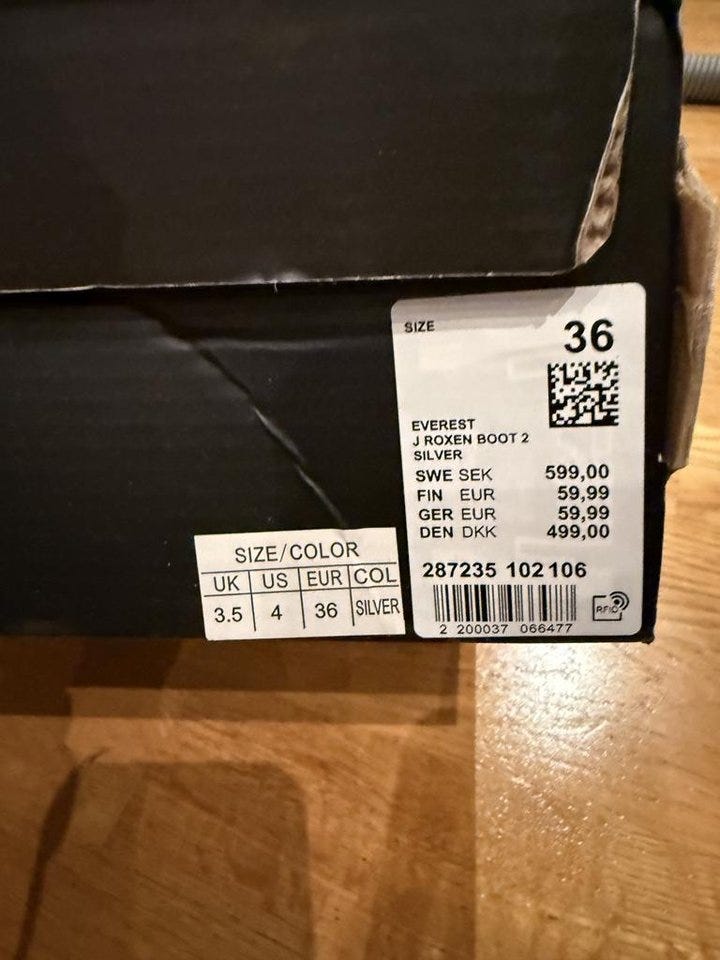 SIZE 36
EVEREST
J ROXEN BOOT 2
SILVER
SWE SEK 599,00
FIN EUR 59,99
GER EUR 59,99
DEN DKK 499,00
287235 102 106
2 200037 066477
RFID
SIZE/COLOR
UK US EUR COL
3.5 4 36 SILVER